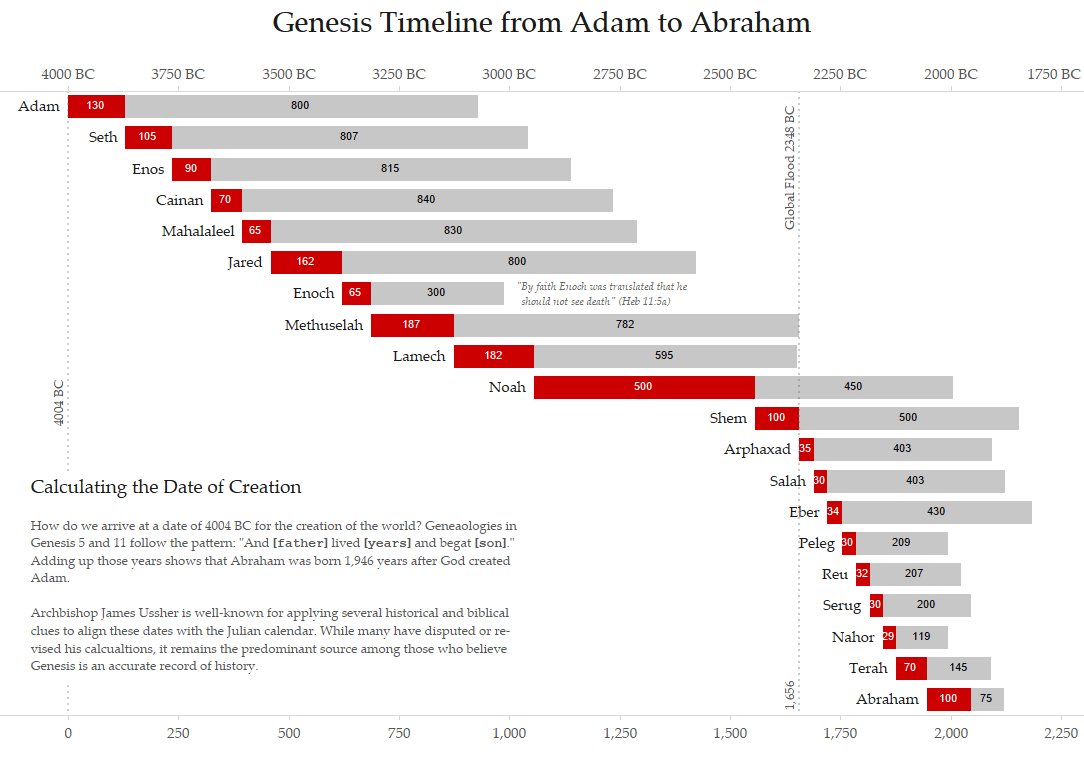 Genesis Timeline from Adam to Abraham
4000 BC 3750 BC 3500 BC 3250 BC 3000 BC 2750 BC 2500 BC 2250 BC 2000 BC 1750 BC
Adam 130 800
Seth 105 807
Enos 90 815
Cainan 70 840
Mahalaleel 65 830
Jared 162 800
Enoch 65 300
"By faith Enoch was translated that he
should not see death" (Heb 11:5a)
Methuselah 187 782
Lamech 182 595
Noah 500 450
Shem 100 500
Arphaxad 35 403
Salah 30 403
Eber 34 430
Peleg 30 209
Reu 32 207
Serug 30 200
Nahor 29 119
Terah 70 145
Abraham 100 75
Global Flood 2348 BC
4004 BC
1,656
Calculating the Date of Creation
How do we arrive at a date of 4004 BC for the creation of the world? Geneaologies in
Genesis 5 and 11 follow the pattern: "And [father] lived [years] and begat [son]."
Adding up those years shows that Abraham was born 1,946 years after God created
Adam.
Archbishop James Ussher is well-known for applying several historical and biblical
clues to align these dates with the Julian calendar. While many have disputed or re-
vised his calcualtions, it remains the predominant source among those who believe
Genesis is an accurate record of history.
0 250 500 750 1,000 1,250 1,500 1,750 2,000 2,250